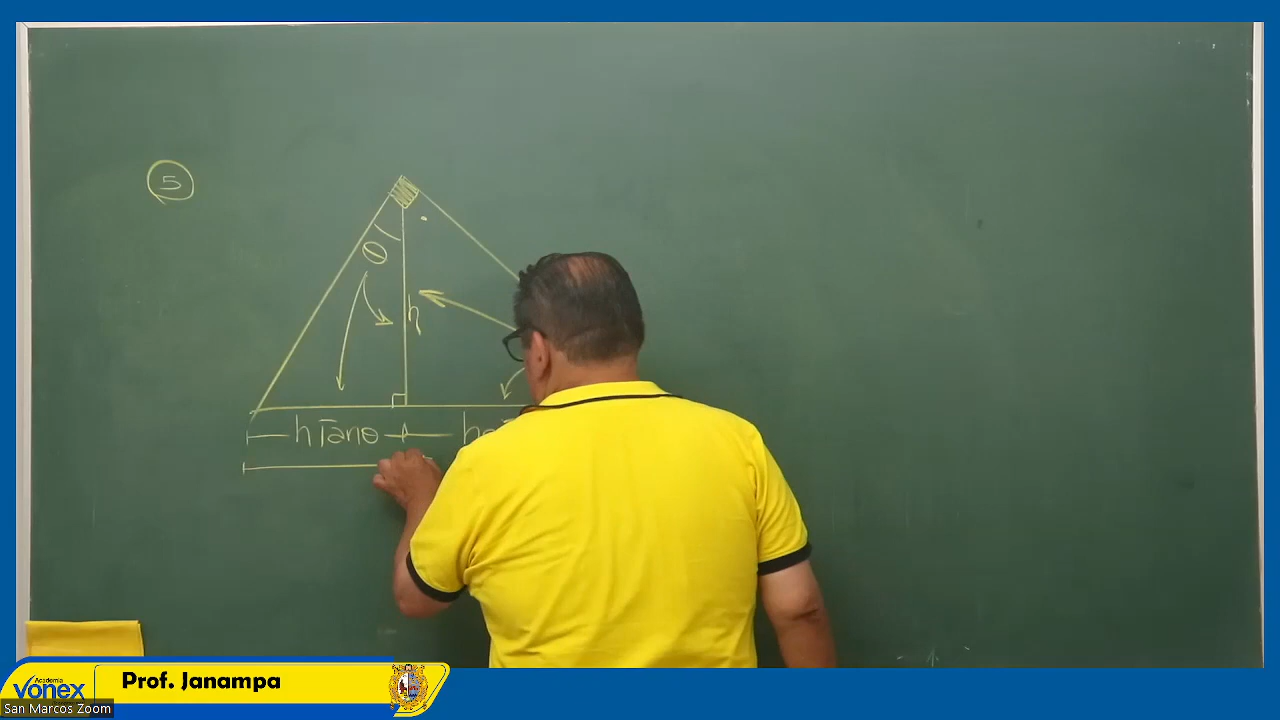 5
θ
h
h Tanθ
Prof. Janampa
Academia
vonex
San Marcos Zoom